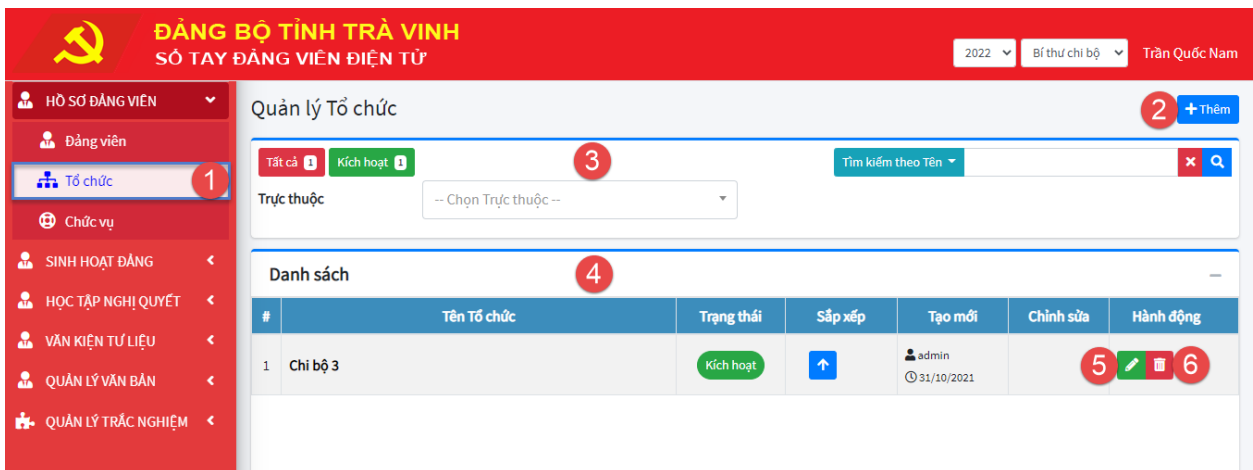 ĐẢNG BỘ TỈNH TRÀ VINH
SỔ TAY ĐẢNG VIÊN ĐIỆN TỬ
2022 Bí thư chi bộ Trần Quốc Nam
HỒ SƠ ĐẢNG VIÊN
Đảng viên
Tổ chức 1
Chức vụ
SINH HOẠT ĐẢNG
HỌC TẬP NGHỊ QUYẾT
VĂN KIỆN TƯ LIỆU
QUẢN LÝ VĂN BẢN
QUẢN LÝ TRẮC NGHIỆM
Quản lý Tổ chức 2 Thêm
Tất cả 1 Kích hoạt 1 3 Tìm kiếm theo Tên
Trực thuộc -- Chọn Trực thuộc --
Danh sách 4
# Tên Tổ chức Trạng thái Sắp xếp Tạo mới Chỉnh sửa Hành động
1 Chi bộ 3 Kích hoạt admin 5 6
31/10/2021